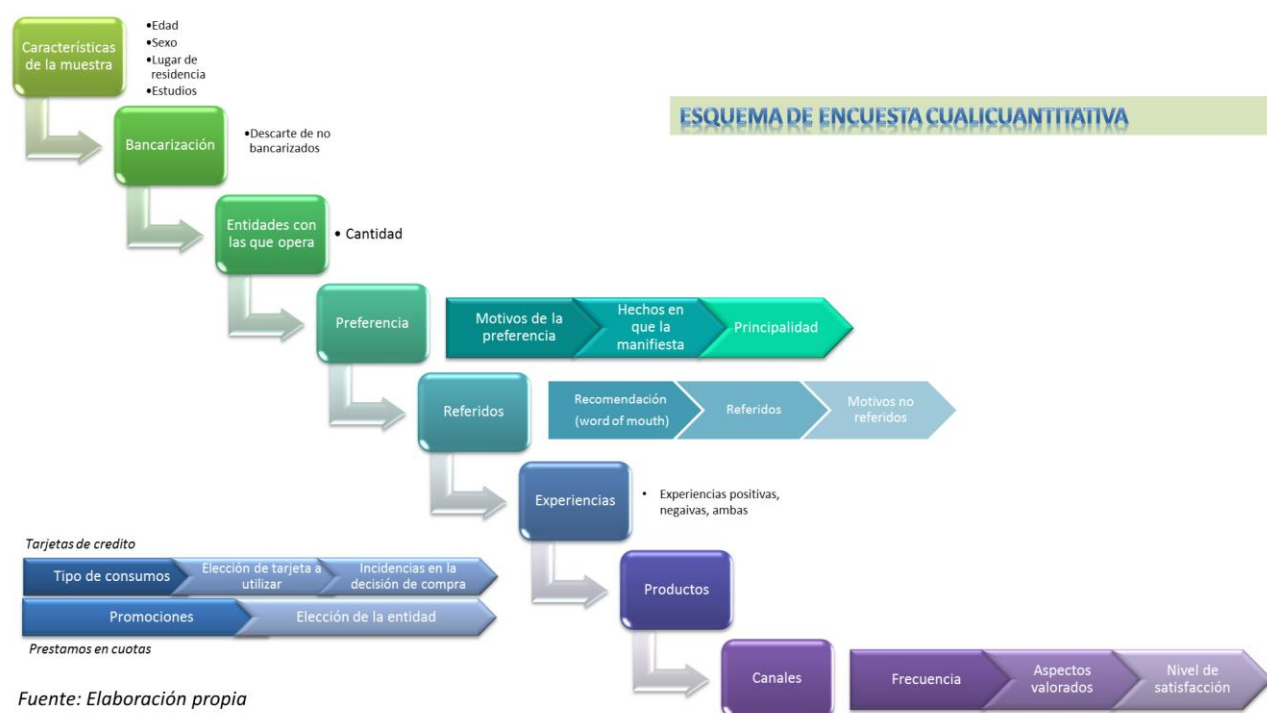 Características
de la muestra
•Edad
•Sexo
•Lugar de
residencia
•Estudios
ESQUEMA DE ENCUESTA CUALICUANTITATIVA
Bancarización
•Descarte de no
bancarizados
Entidades con
las que opera
• Cantidad
Preferencia
Motivos de la
preferencia
Hechos en
que la
manifiesta
Principalidad
Referidos
Recomendación
(word of mouth)
Referidos
Motivos no
referidos
Experiencias
• Experiencias positivas,
negaivas, ambas
Tarjetas de credito
Tipo de consumos
Elección de tarjeta a
utilizar
Incidencias en la
decisión de compra
Promociones
Elección de la entidad
Prestamos en cuotas
Productos
Canales
Frecuencia
Aspectos
valorados
Nivel de
satisfacción
Fuente: Elaboración propia